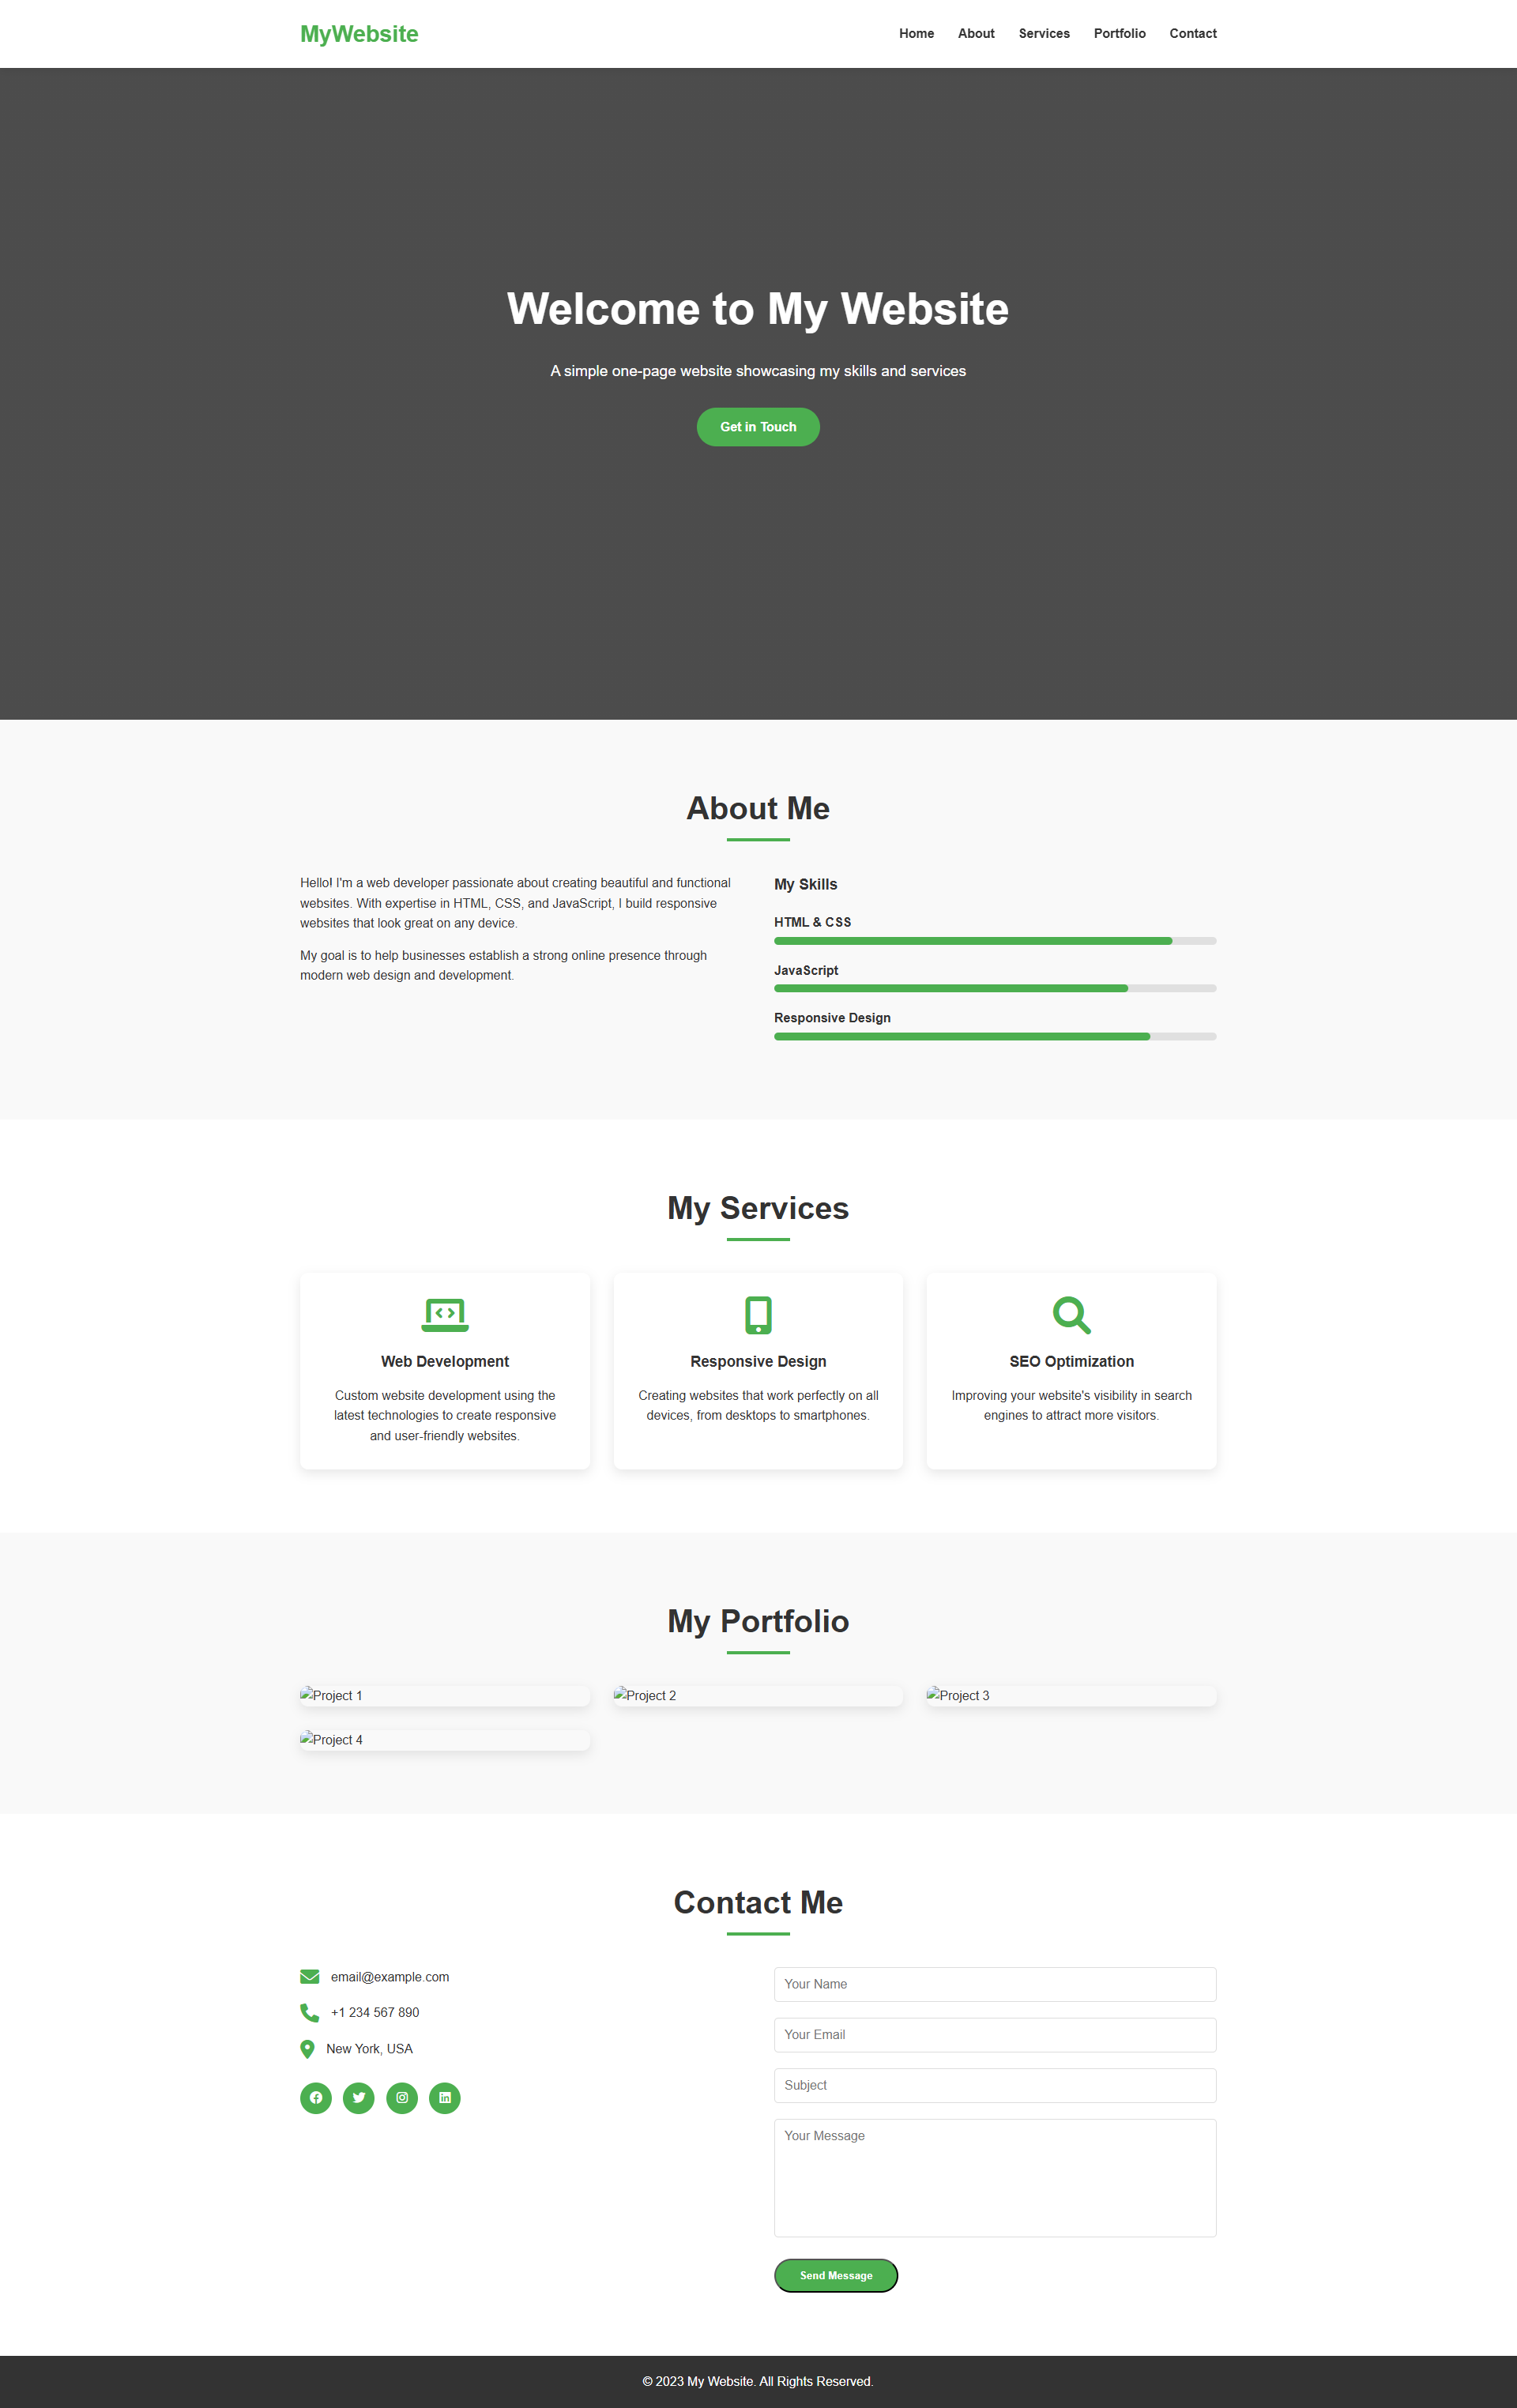 MyWebsite
Home About Services Portfolio Contact
Welcome to My Website
A simple one-page website showcasing my skills and services
Get in Touch
About Me
Hello! I'm a web developer passionate about creating beautiful and functional
websites. With expertise in HTML, CSS, and JavaScript, I build responsive
websites that look great on any device.
My goal is to help businesses establish a strong online presence through
modern web design and development.
My Skills
HTML & CSS
JavaScript
Responsive Design
My Services
Web Development
Custom website development using the
latest technologies to create responsive
and user-friendly websites.
Responsive Design
Creating websites that work perfectly on all
devices, from desktops to smartphones.
SEO Optimization
Improving your website's visibility in search
engines to attract more visitors.
My Portfolio
Project 1
Project 2
Project 3
Project 4
Contact Me
email@example.com
+1 234 567 890
New York, USA
Your Name
Your Email
Subject
Your Message
Send Message
© 2023 My Website. All Rights Reserved.